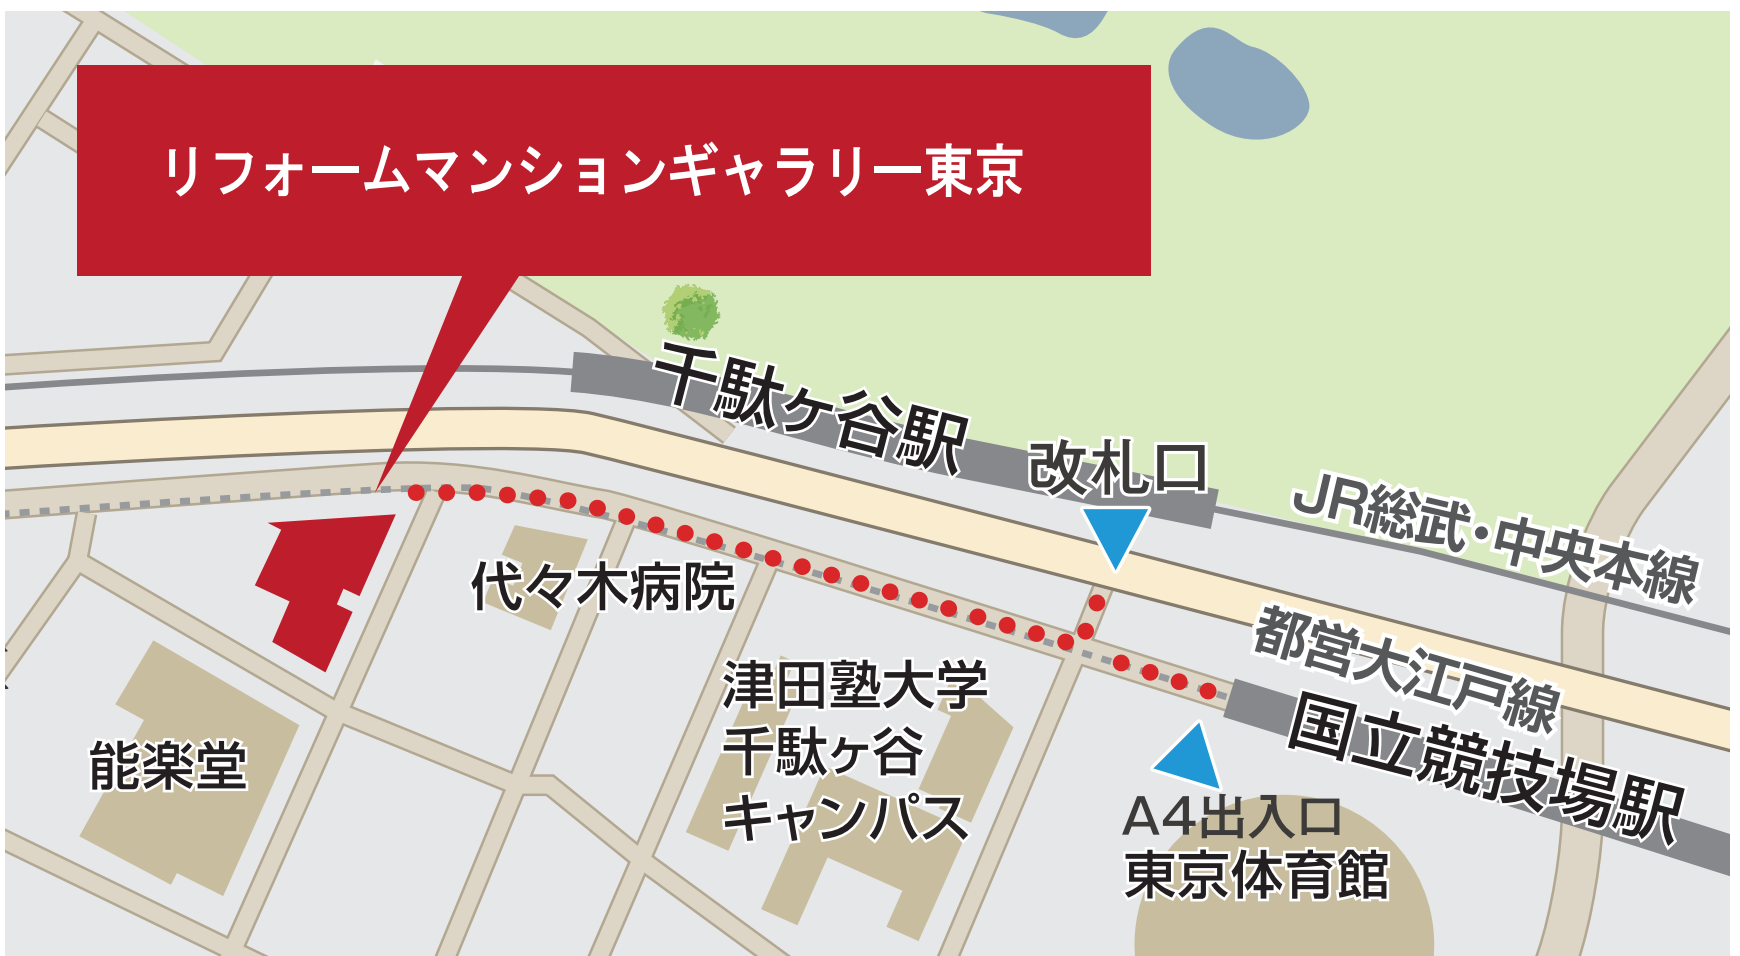 リフォームマンションギャラリー東京
千駄ヶ谷駅
改札口
JR総武・中央本線
代々木病院
都営大江戸線
津田塾大学
千駄ヶ谷
キャンパス
国立競技場駅
能楽堂
A4出入口
東京体育館